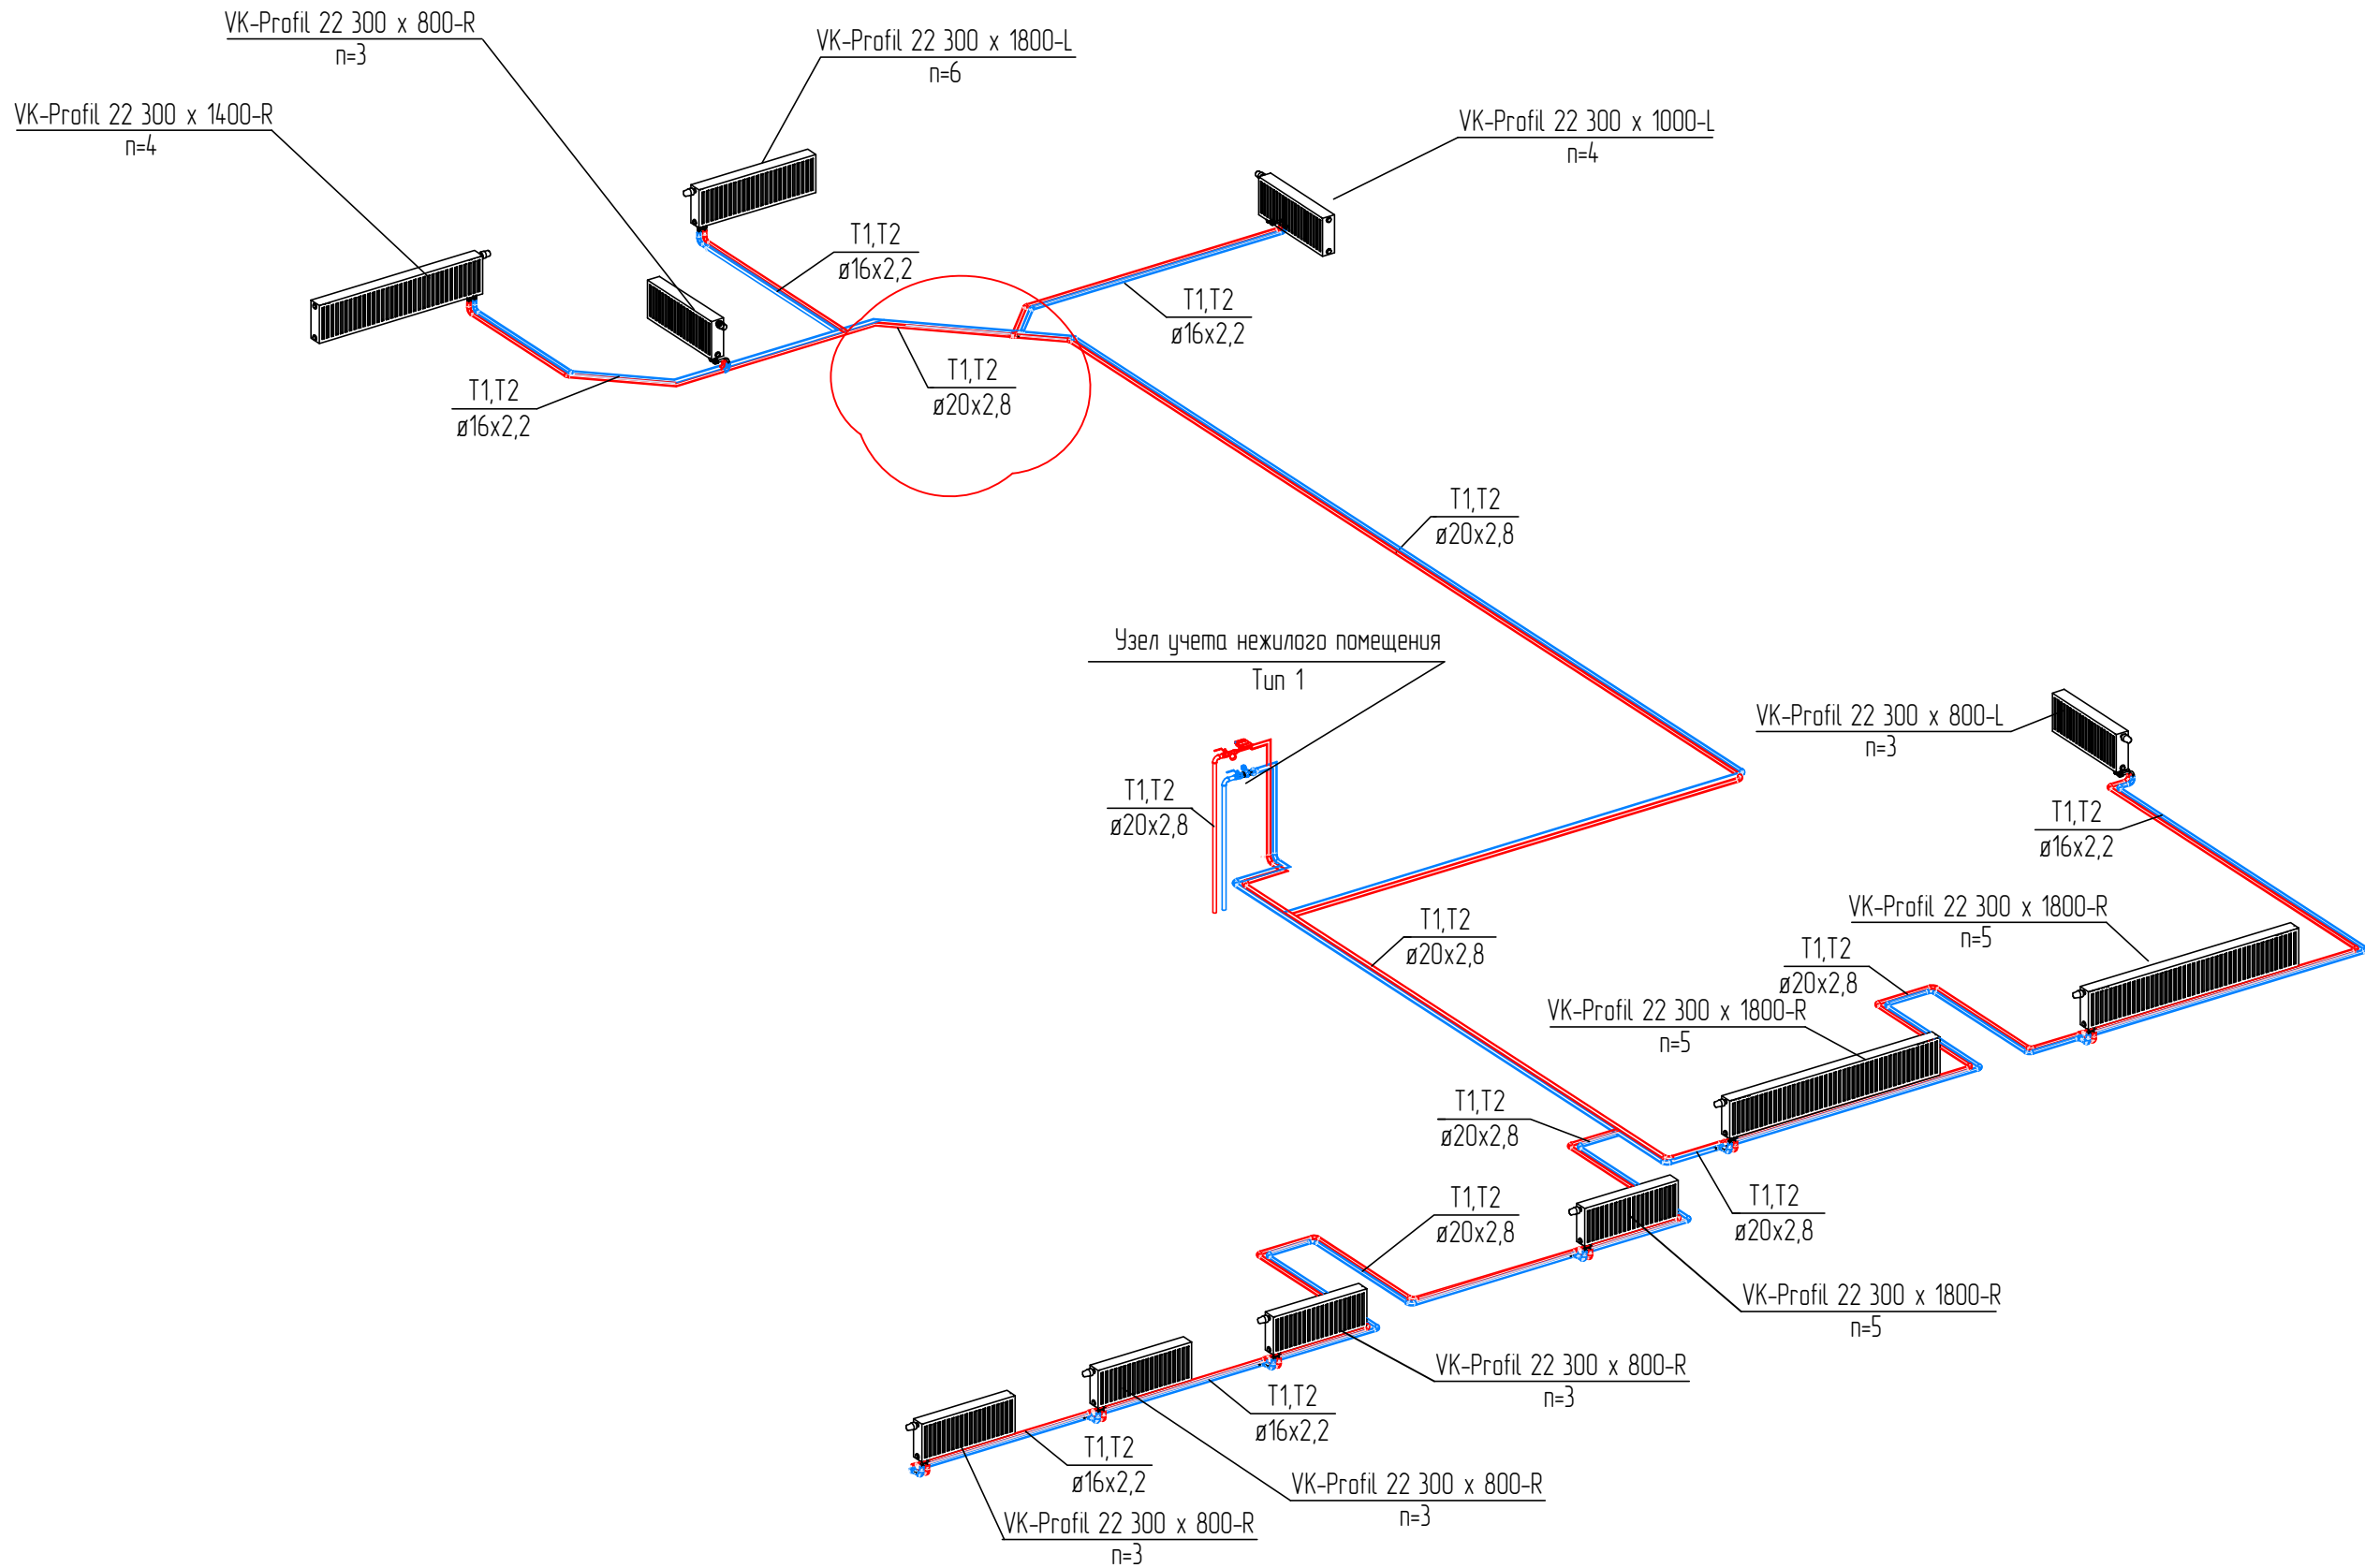 VK-Profil 22 300 x 800-R
n=3
VK-Profil 22 300 x 1800-L
n=6
VK-Profil 22 300 x 1400-R
n=4
VK-Profil 22 300 x 1000-L
n=4
T1,T2
ø16x2,2
T1,T2
ø16x2,2
T1,T2
ø20x2,8
T1,T2
ø16x2,2
T1,T2
ø20x2,8
Узел учета нежилого помещения
Тип 1
VK-Profil 22 300 x 800-L
n=3
T1,T2
ø20x2,8
T1,T2
ø16x2,2
VK-Profil 22 300 x 1800-R
n=5
T1,T2
ø20x2,8
T1,T2
ø20x2,8
VK-Profil 22 300 x 1800-R
n=5
T1,T2
ø20x2,8
T1,T2
ø20x2,8
T1,T2
ø20x2,8
VK-Profil 22 300 x 1800-R
n=5
VK-Profil 22 300 x 800-R
n=3
T1,T2
ø16x2,2
T1,T2
ø16x2,2
VK-Profil 22 300 x 800-R
n=3
VK-Profil 22 300 x 800-R
n=3